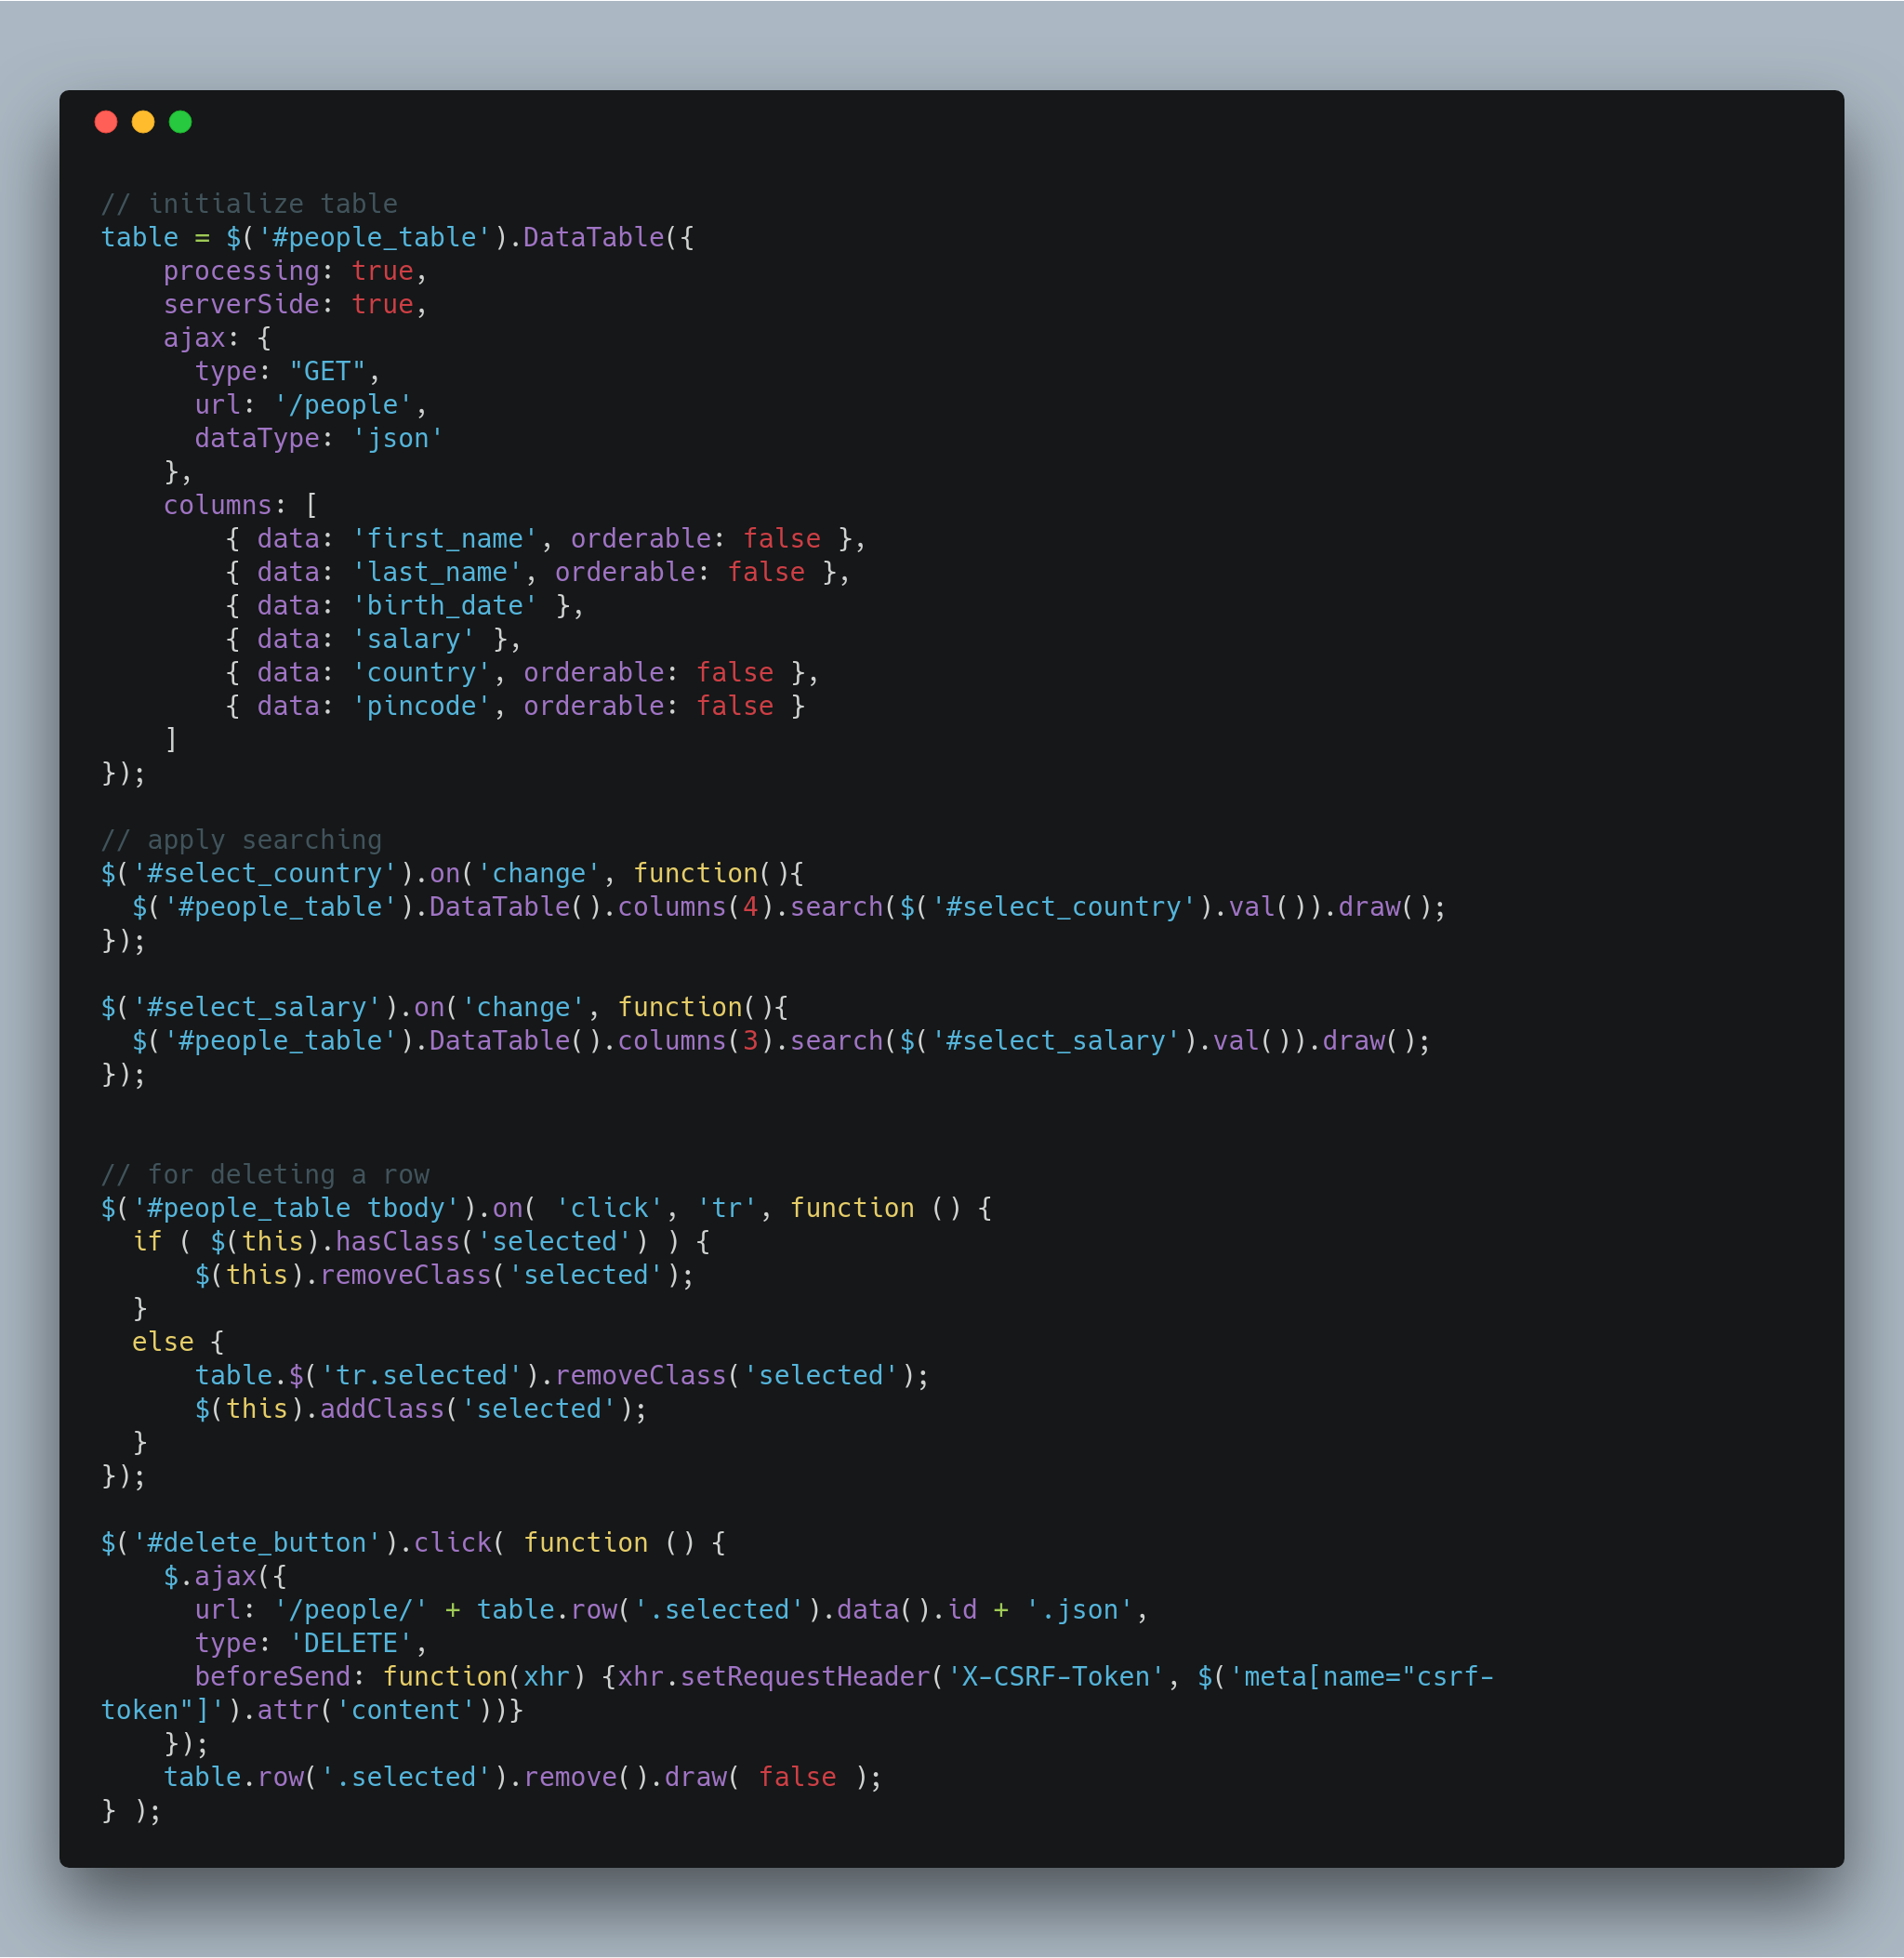 // initialize table
table = $('#people_table').DataTable({
    processing: true,
    serverSide: true,
    ajax: {
      type: "GET",
      url: '/people',
      dataType: 'json'
    },
    columns: [
        { data: 'first_name', orderable: false },
        { data: 'last_name', orderable: false },
        { data: 'birth_date' },
        { data: 'salary' },
        { data: 'country', orderable: false },
        { data: 'pincode', orderable: false }
    ]
});

// apply searching
$('#select_country').on('change', function(){
  $('#people_table').DataTable().columns(4).search($('#select_country').val()).draw();
});

$('#select_salary').on('change', function(){
  $('#people_table').DataTable().columns(3).search($('#select_salary').val()).draw();
});


// for deleting a row
$('#people_table tbody').on( 'click', 'tr', function () {
  if ( $(this).hasClass('selected') ) {
      $(this).removeClass('selected');
  }
  else {
      table.$('tr.selected').removeClass('selected');
      $(this).addClass('selected');
  }
});

$('#delete_button').click( function () {
    $.ajax({
      url: '/people/' + table.row('.selected').data().id + '.json',
      type: 'DELETE',
      beforeSend: function(xhr) {xhr.setRequestHeader('X-CSRF-Token', $('meta[name="csrf-
token"]').attr('content'))}
    });
    table.row('.selected').remove().draw( false );
} );